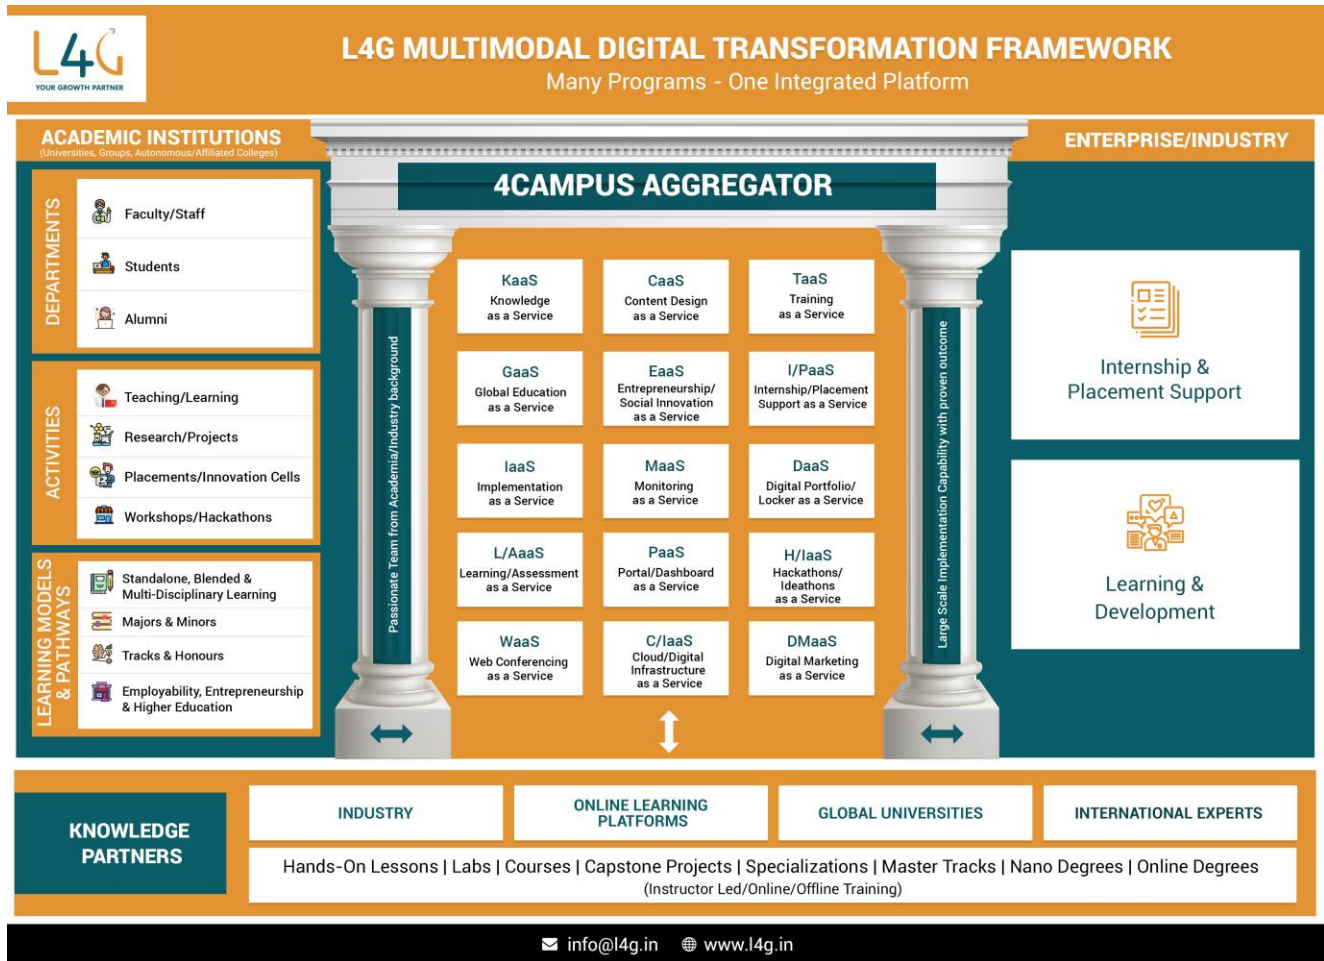 L4G
YOUR GROWTH PARTNER
L4G MULTIMODAL DIGITAL TRANSFORMATION FRAMEWORK
Many Programs - One Integrated Platform
ACADEMIC INSTITUTIONS
(Universities, Groups, Autonomous/Affiliated Colleges)
DEPARTMENTS
Faculty/Staff
Students
Alumni
ACTIVITIES
Teaching/Learning
Research/Projects
Placements/Innovation Cells
Workshops/Hackathons
LEARNING MODELS
& PATHWAYS
Standalone, Blended &
Multi-Disciplinary Learning
Majors & Minors
Tracks & Honours
Employability, Entrepreneurship
& Higher Education
4CAMPUS AGGREGATOR
Passionate Team from Academia/Industry background
KaaS
Knowledge
as a Service
CaaS
Content Design
as a Service
TaaS
Training
as a Service
GaaS
Global Education
as a Service
EaaS
Entrepreneurship/
Social Innovation
as a Service
I/PaaS
Internship/Placement
Support as a Service
IaaS
Implementation
as a Service
MaaS
Monitoring
as a Service
DaaS
Digital Portfolio/
Locker as a Service
L/AaaS
Learning/Assessment
as a Service
PaaS
Portal/Dashboard
as a Service
H/IaaS
Hackathons/
Ideathons
as a Service
WaaS
Web Conferencing
as a Service
C/IaaS
Cloud/Digital
Infrastructure
as a Service
DMaaS
Digital Marketing
as a Service
Large Scale Implementation Capability with proven outcome
ENTERPRISE/INDUSTRY
Internship &
Placement Support
Learning &
Development
KNOWLEDGE
PARTNERS
INDUSTRY
ONLINE LEARNING
PLATFORMS
GLOBAL UNIVERSITIES
INTERNATIONAL EXPERTS
Hands-On Lessons | Labs | Courses | Capstone Projects | Specializations | Master Tracks | Nano Degrees | Online Degrees
(Instructor Led/Online/Offline Training)
info@l4g.in www.l4g.in